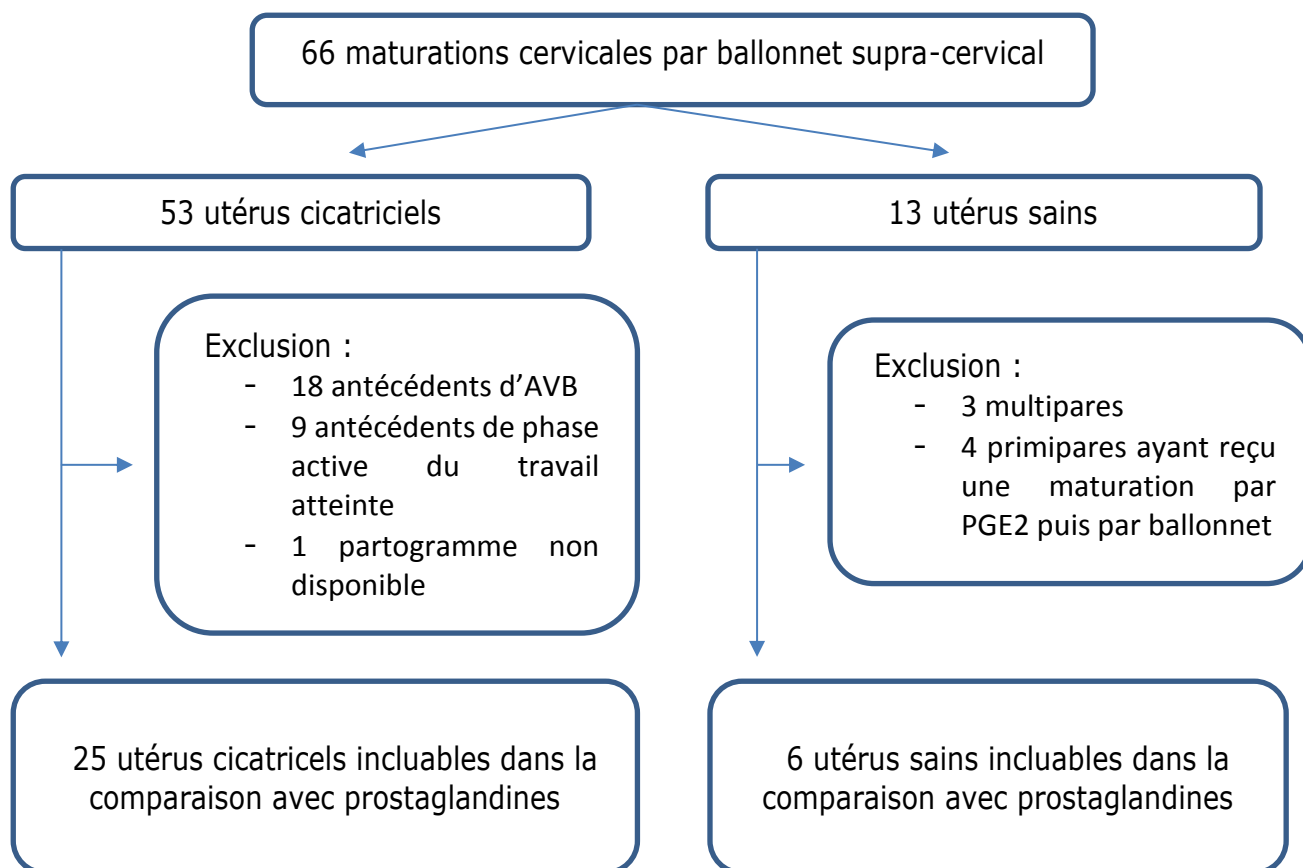 66 maturations cervicales par ballonnet supra-cervical
53 utérus cicatriciels
13 utérus sains
Exclusion :
- 18 antécédents d’AVB
- 9 antécédents de phase
active du travail
atteinte
- 1 partogramme non
disponible
Exclusion :
- 3 multipares
- 4 primipares ayant reçu
une maturation par
PGE2 puis par ballonnet
25 utérus cicatricels incluables dans la
comparaison avec prostaglandines
6 utérus sains incluables dans la
comparaison avec prostaglandines